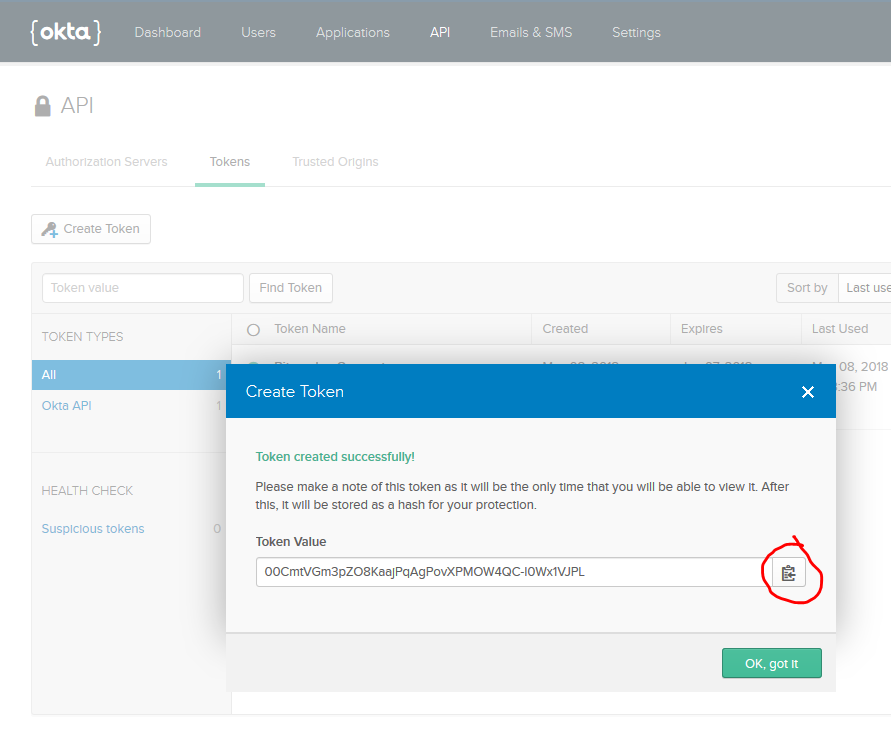 {okta}
Dashboard
Users
Applications
API
Emails & SMS
Settings
API
Authorization Servers
Tokens
Trusted Origins
Create Token
Token value
Find Token
Sort by
Last use
TOKEN TYPES
Token Name
Created
Expires
Last Used
All 1
08, 2018
Okta API 1
:36 PM
HEALTH CHECK
Suspicious tokens 0
Create Token
Token created successfully!
Please make a note of this token as it will be the only time that you will be able to view it. After
this, it will be stored as a hash for your protection.
Token Value
00CmtVGm3pZO8KaajPqAgPovXPMOW4QC-I0Wx1VJPL
OK, got it